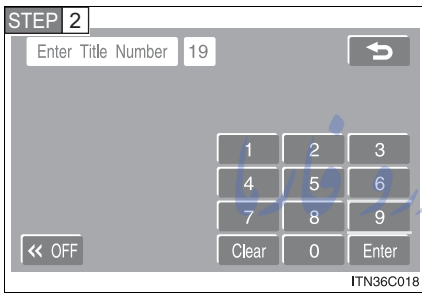 STEP 2
Enter Title Number 19
1 2 3
4 5 6
7 8 9
« OFF Clear 0 Enter
ITN36C018